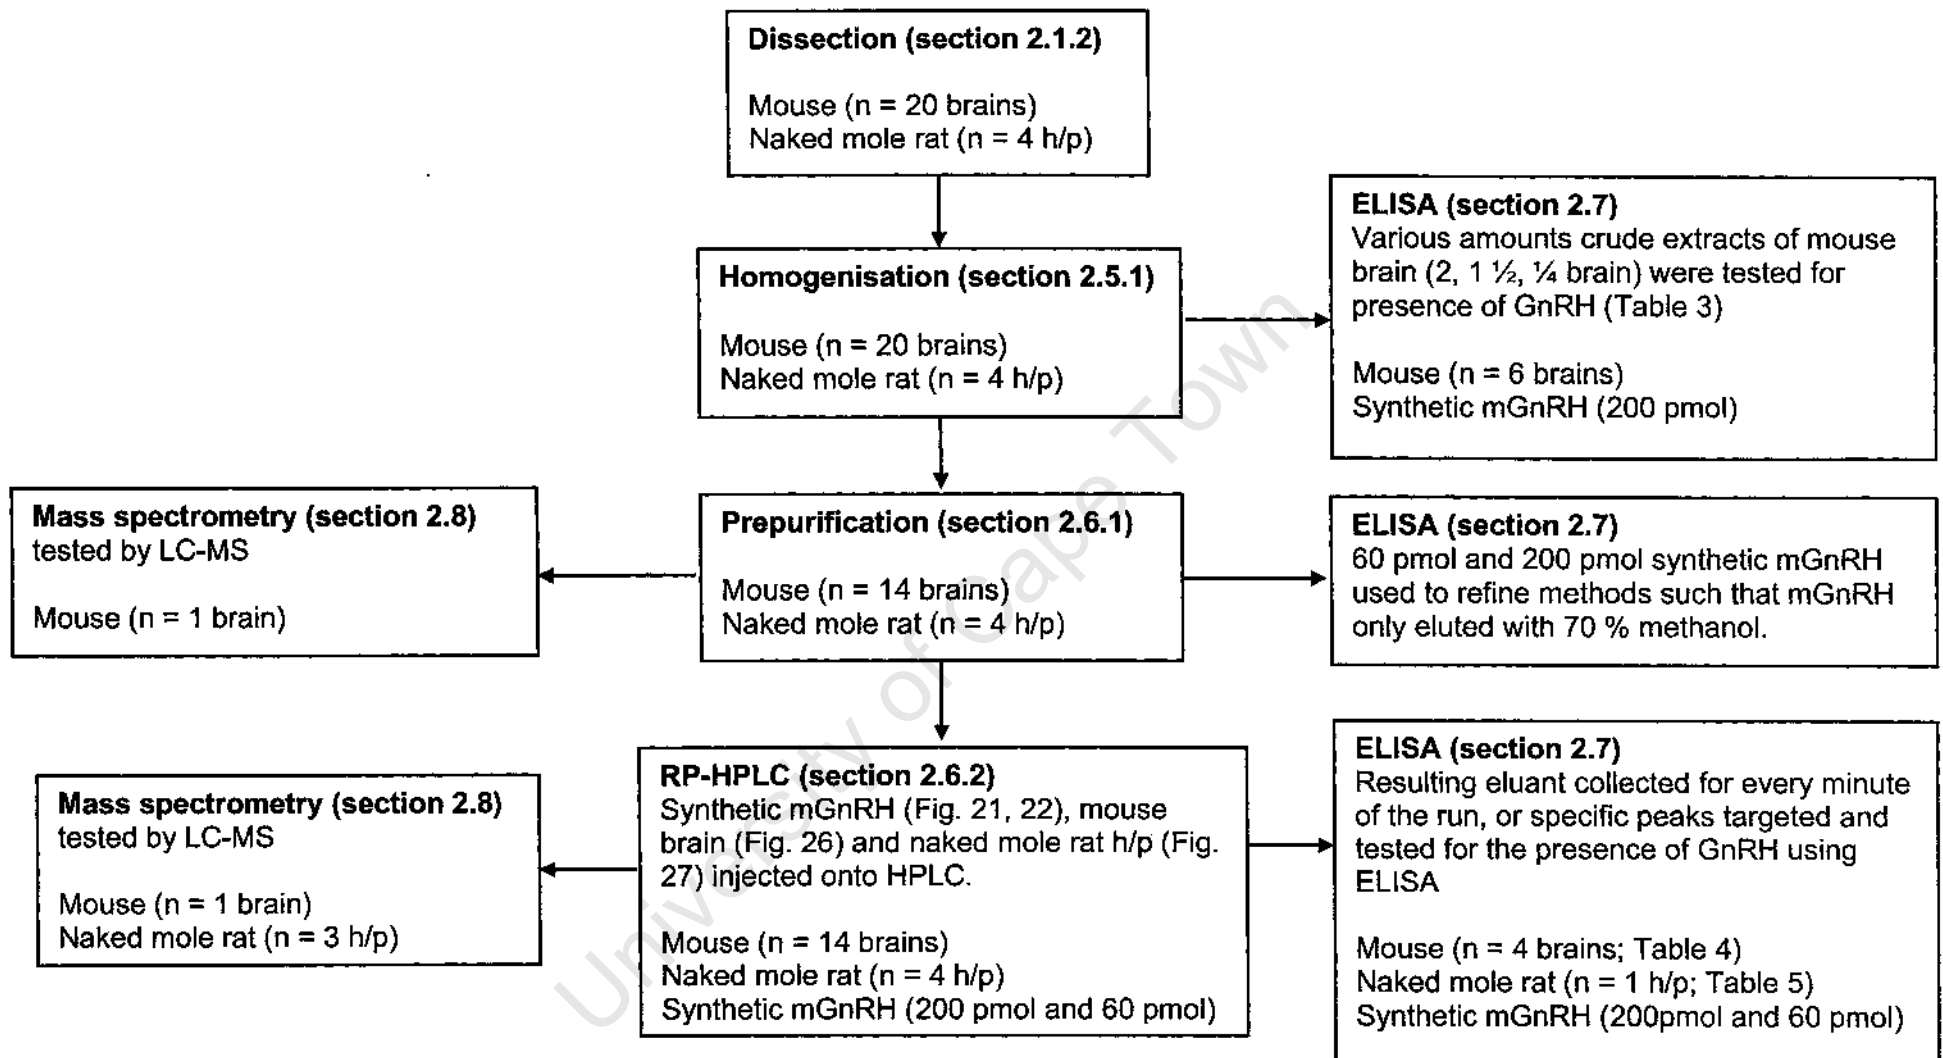 Dissection (section 2.1.2)
Mouse (n = 20 brains)
Naked mole rat (n = 4 h/p)
Homogenisation (section 2.5.1)
Mouse (n = 20 brains)
Naked mole rat (n = 4 h/p)
ELISA (section 2.7)
Various amounts crude extracts of mouse
brain (2, 1 ½, ¼ brain) were tested for
presence of GnRH (Table 3)
Mouse (n = 6 brains)
Synthetic mGnRH (200 pmol)
Mass spectrometry (section 2.8)
tested by LC-MS
Mouse (n = 1 brain)
Prepurification (section 2.6.1)
Mouse (n = 14 brains)
Naked mole rat (n = 4 h/p)
ELISA (section 2.7)
60 pmol and 200 pmol synthetic mGnRH
used to refine methods such that mGnRH
only eluted with 70 % methanol.
Mass spectrometry (section 2.8)
tested by LC-MS
Mouse (n = 1 brain)
Naked mole rat (n = 3 h/p)
RP-HPLC (section 2.6.2)
Synthetic mGnRH (Fig. 21, 22), mouse
brain (Fig. 26) and naked mole rat h/p (Fig.
27) injected onto HPLC.
Mouse (n = 14 brains)
Naked mole rat (n = 4 h/p)
Synthetic mGnRH (200 pmol and 60 pmol)
ELISA (section 2.7)
Resulting eluant collected for every minute
of the run, or specific peaks targeted and
tested for the presence of GnRH using
ELISA
Mouse (n = 4 brains; Table 4)
Naked mole rat (n = 1 h/p; Table 5)
Synthetic mGnRH (200pmol and 60 pmol)
University of Cape Town